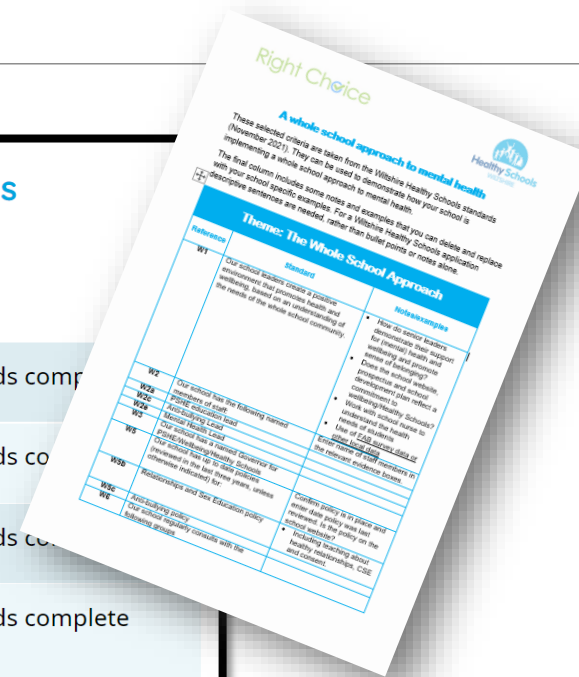 s
ds comp
ds co
ds co
ds complete
Right Choice
Healthy Schools
WILTSHIRE
A whole school approach to mental health
These selected criteria are taken from the Wiltshire Healthy Schools standards
(November 2021). They can be used to demonstrate how your school is
implementing a whole school approach to mental health.
The final column includes some notes and examples that you can delete and replace
with your school specific examples. For a Wiltshire Healthy Schools application
descriptive sentences are needed, rather than bullet points or notes alone.
Theme: The Whole School Approach
Reference
Standard
Notes/examples
W1
Our school leaders create a positive
environment that promotes health and
wellbeing, based on an understanding of
the needs of the whole school community.
• How do senior leaders
demonstrate their support
for (mental) health and
wellbeing and promote
sense of belonging?
• Does the school website,
prospectus and school
development plan reflect a
commitment to
wellbeing/Healthy Schools?
• Work with school nurse to
understand the health
needs of students
• Use of FAB survey data or
other local data
W2
Our school has the following named
members of staff:
Enter name of staff members in
the relevant evidence boxes.
W2a
PSHE education lead
W2c
Anti-bullying Lead
W2e
Mental Health Lead
W3
Our school has a named Governor for
PSHE/Wellbeing/Healthy Schools
W5
Our school has up to date policies
(reviewed in the last three years, unless
otherwise indicated) for:
Confirm policy is in place and
enter date policy was last
reviewed. Is the policy on the
school website?
W5b
Relationships and Sex Education policy
• Including teaching about
healthy relationships, CSE
and consent.
W5c
Anti-bullying policy
W6
Our school regularly consults with the
following groups